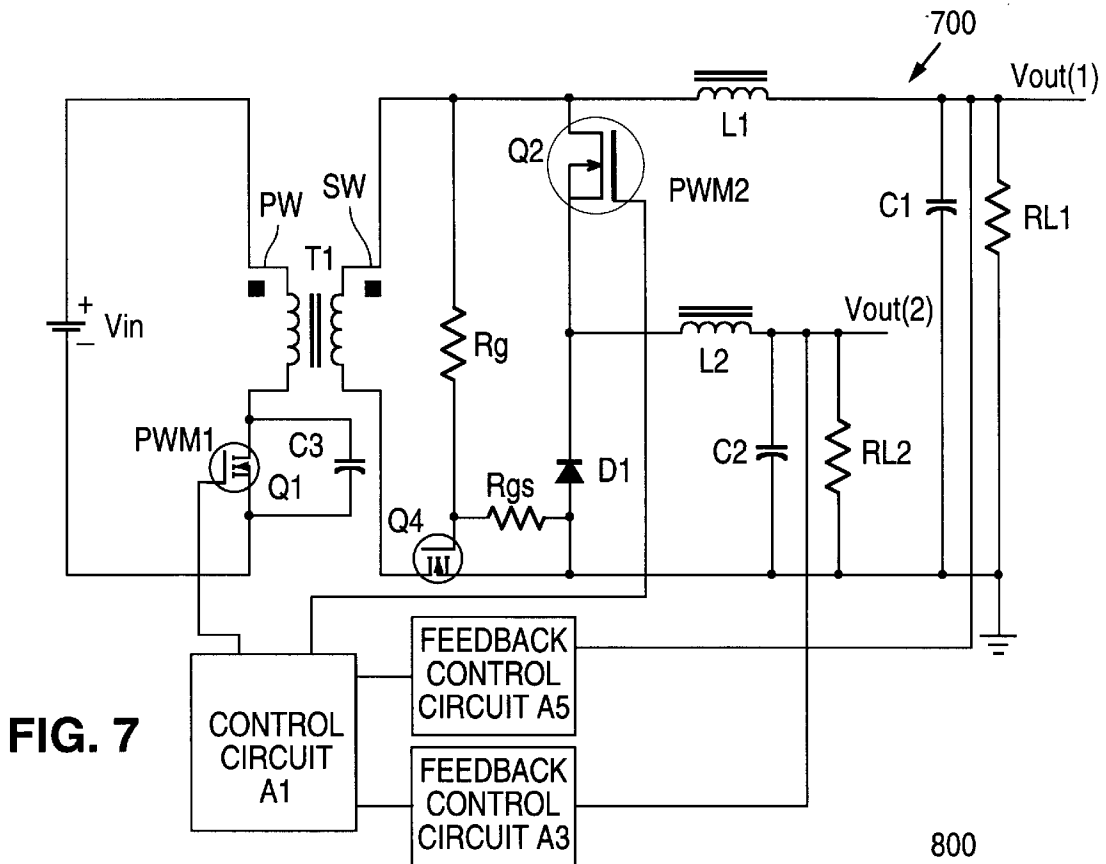 700
Vout(1)
L1
Q2
PWM2
SW
PW
T1
C1
RL1
+
Vin
–
Vout(2)
Rg
L2
PWM1
C3
Q1
C2
RL2
D1
Rgs
Q4
FEEDBACK
CONTROL
CIRCUIT A5
CONTROL
CIRCUIT
A1
FIG. 7
FEEDBACK
CONTROL
CIRCUIT A3
800